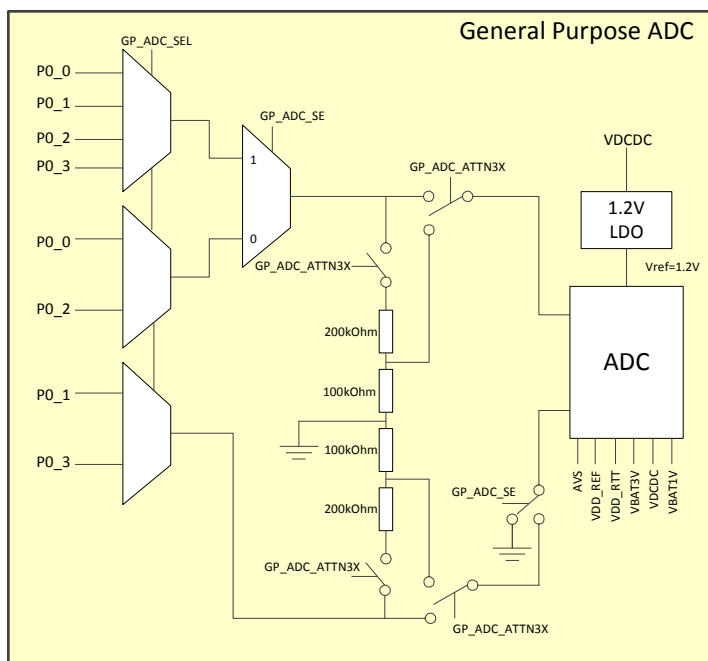 General Purpose ADC
GP_ADC_SEL
P0_0
P0_1
P0_2
P0_3
GP_ADC_SE
1
0
P0_0
P0_2
P0_1
P0_3
GP_ADC_ATTN3X
GP_ADC_ATTN3X
200kOhm
100kOhm
100kOhm
200kOhm
GP_ADC_ATTN3X
GP_ADC_ATTN3X
GP_ADC_SE
VDCDC
1.2V
LDO
Vref=1.2V
ADC
AVS
VDD_REF
VDD_RTT
VBAT3V
VDCDC
VBAT1V